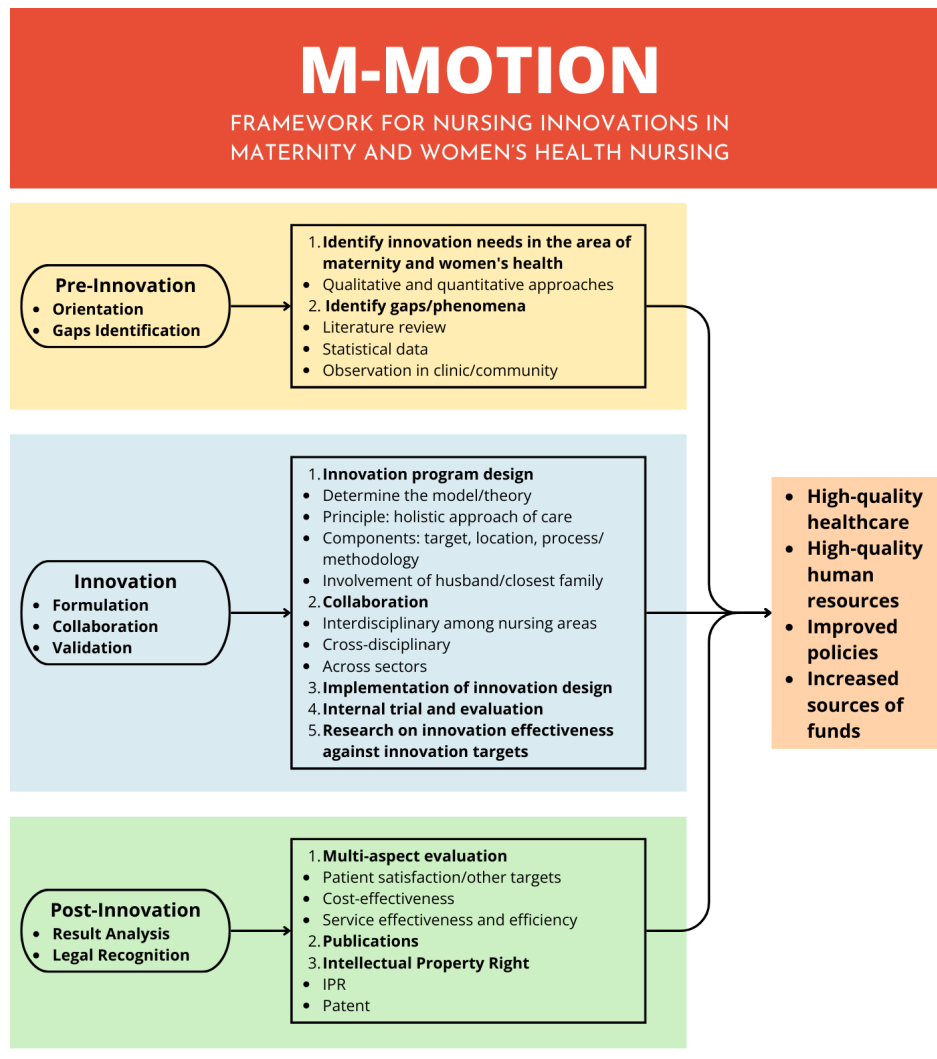 M-MOTION
FRAMEWORK FOR NURSING INNOVATIONS IN
MATERNITY AND WOMEN'S HEALTH NURSING
Pre-Innovation
• Orientation
• Gaps Identification
1. Identify innovation needs in the area of
maternity and women's health
• Qualitative and quantitative approaches
2. Identify gaps/phenomena
• Literature review
• Statistical data
• Observation in clinic/community
Innovation
• Formulation
• Collaboration
• Validation
1. Innovation program design
• Determine the model/theory
• Principle: holistic approach of care
• Components: target, location, process/
methodology
• Involvement of husband/closest family
2. Collaboration
• Interdisciplinary among nursing areas
• Cross-disciplinary
• Across sectors
3. Implementation of innovation design
4. Internal trial and evaluation
5. Research on innovation effectiveness
against innovation targets
Post-Innovation
• Result Analysis
• Legal Recognition
1. Multi-aspect evaluation
• Patient satisfaction/other targets
• Cost-effectiveness
• Service effectiveness and efficiency
2. Publications
3. Intellectual Property Right
• IPR
• Patent
• High-quality
healthcare
• High-quality
human
resources
• Improved
policies
• Increased
sources of
funds